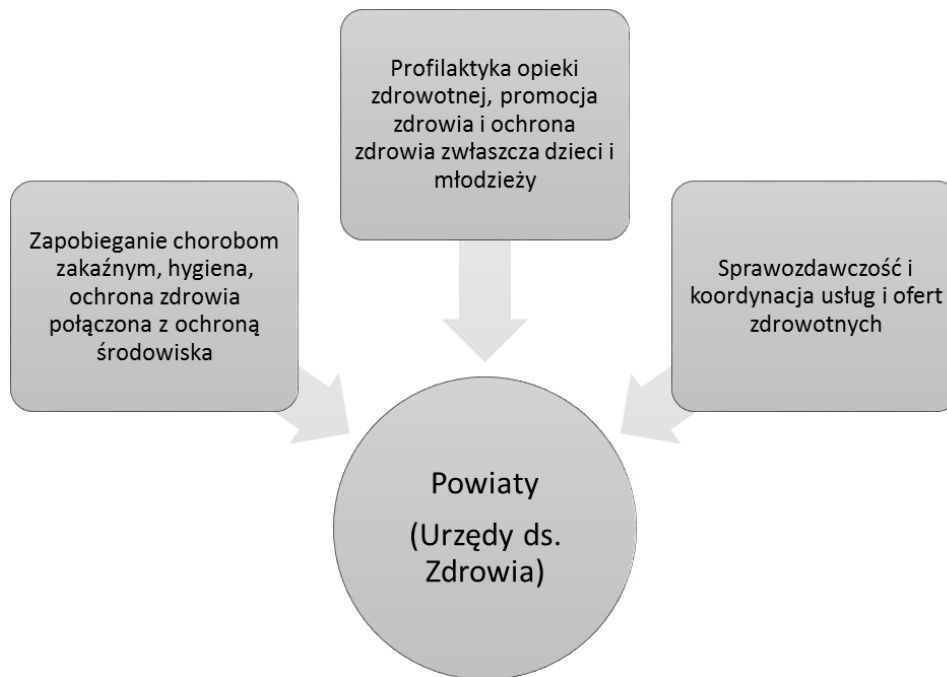 Profilaktyka opieki
zdrowotnej, promocja
zdrowia i ochrona
zdrowia zwłaszcza dzieci i
młodzieży
Zapobieganie chorobom
zakaźnym, hygiena,
ochrona zdrowia
połączona z ochroną
środowiska
Sprawozdawczość i
koordynacja usług i ofert
zdrowotnych
Powiaty
(Urzędy ds.
Zdrowia)